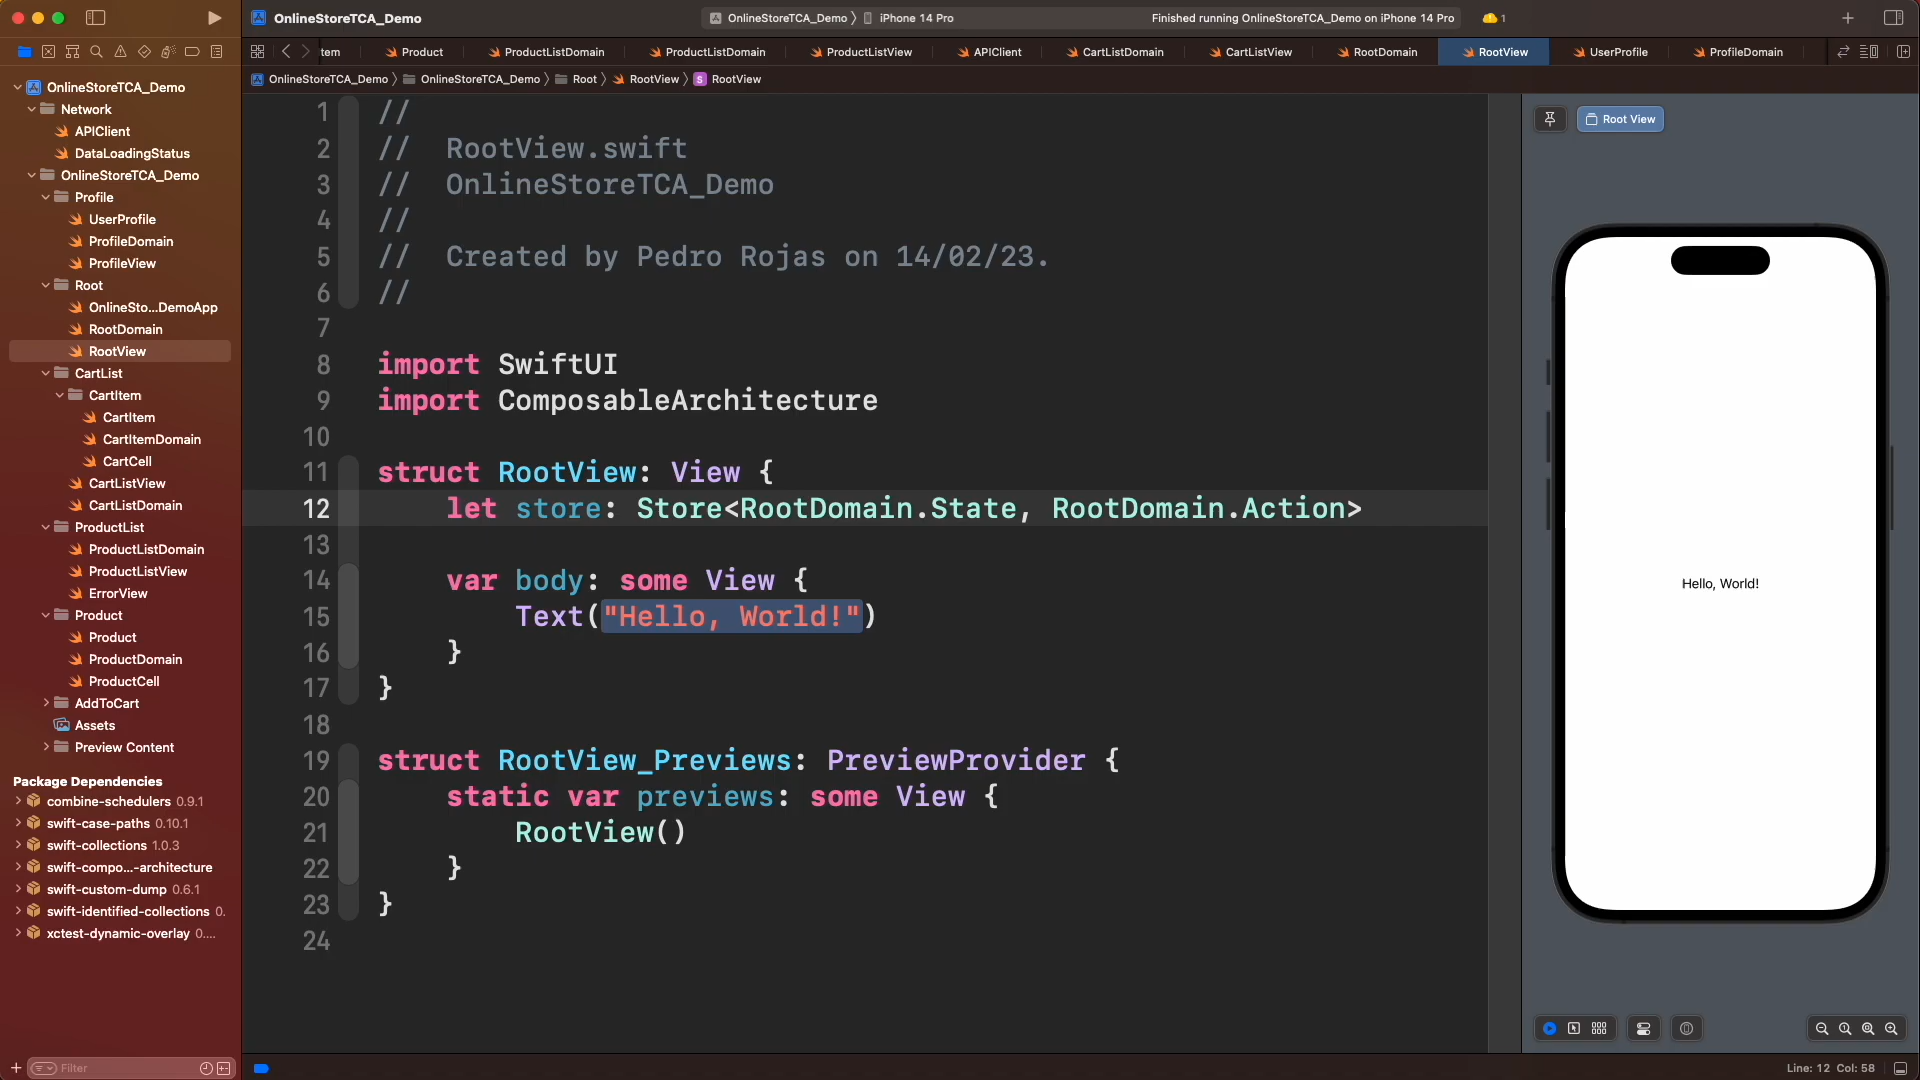 OnlineStoreTCA_Demo
OnlineStoreTCA_Demo
iPhone 14 Pro
Finished running OnlineStoreTCA_Demo on iPhone 14 Pro
1
tem
Product
ProductListDomain
ProductListDomain
ProductListView
APIClient
CartListDomain
CartListView
RootDomain
RootView
UserProfile
ProfileDomain
OnlineStoreTCA_Demo
OnlineStoreTCA_Demo
Root
RootView
S RootView
OnlineStoreTCA_Demo
Network
APIClient
DataLoadingStatus
OnlineStoreTCA_Demo
Profile
UserProfile
ProfileDomain
ProfileView
Root
OnlineSto...DemoApp
RootDomain
RootView
CartList
CartItem
CartItem
CartItemDomain
CartCell
CartListView
CartListDomain
ProductList
ProductListDomain
ProductListView
ErrorView
Product
Product
ProductDomain
ProductCell
AddToCart
Assets
Preview Content
Package Dependencies
combine-schedulers 0.9.1
swift-case-paths 0.10.1
swift-collections 1.0.3
swift-compo...-architecture
swift-custom-dump 0.6.1
swift-identified-collections 0.
xctest-dynamic-overlay 0....
Filter
1 //
2 //  RootView.swift
3 //  OnlineStoreTCA_Demo
4 //
5 //  Created by Pedro Rojas on 14/02/23.
6 //
7
8 import SwiftUI
9 import ComposableArchitecture
10
11 struct RootView: View {
12     let store: Store<RootDomain.State, RootDomain.Action>
13
14     var body: some View {
15         Text("Hello, World!")
16     }
17 }
18
19 struct RootView_Previews: PreviewProvider {
20     static var previews: some View {
21         RootView()
22     }
23 }
24
Root View
Hello, World!
Line: 12 Col: 58